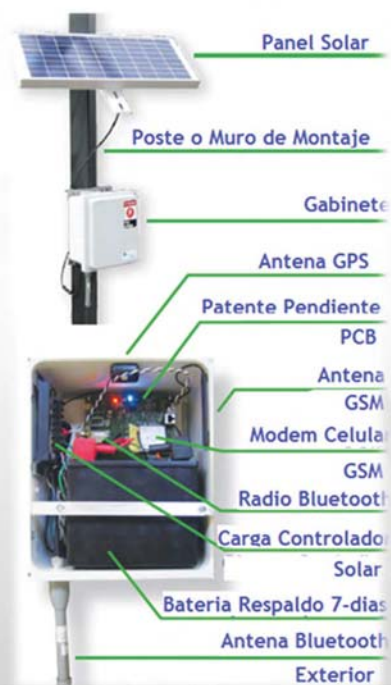 Panel Solar
Poste o Muro de Montaje
Gabinete
Antena GPS
Patente Pendiente
PCB
Antena
GSM
Modem Celular
GSM
Radio Bluetooth
Carga Controlador
Solar
Bateria Respaldo 7-dias
Antena Bluetooth
Exterior